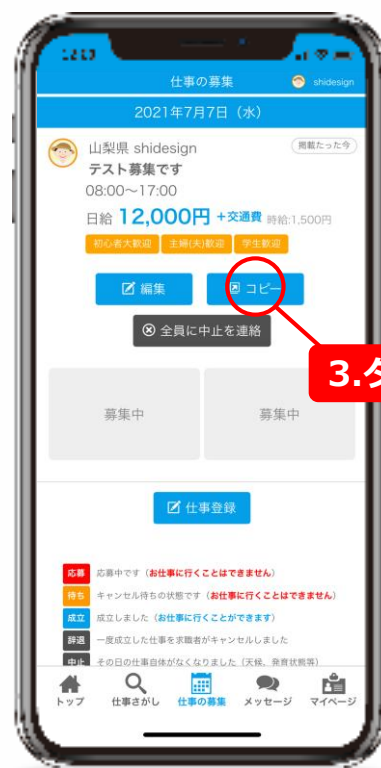 仕事の募集
shidesign
2021年7月7日（水）
山梨県 shidesign
掲載たった今
テスト募集です
08:00〜17:00
日給 12,000円 +交通費 時給:1,500円
初心者大歓迎 主婦(夫)歓迎 学生歓迎
編集
コピー
全員に中止を連絡
3.タ
募集中
募集中
仕事登録
応募 応募中です（お仕事に行くことはできません）
待ち キャンセル待ちの状態です（お仕事に行くことはできません）
成立 成立しました（お仕事に行くことができます）
辞退 一度成立した仕事を求職者がキャンセルしました
中止 その日の仕事自体がなくなりました（天候、発育状態等）
トップ
仕事さがし
仕事の募集
メッセージ
マイページ